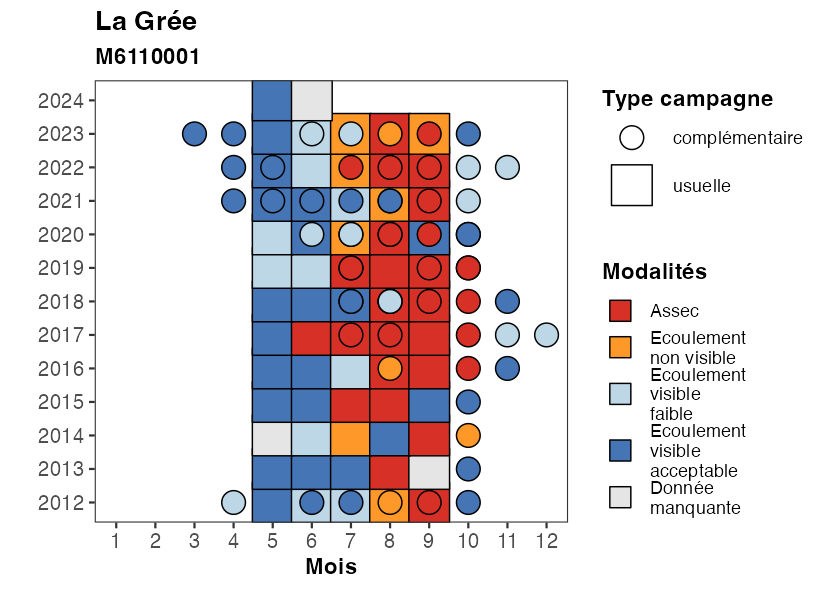 La Grée
M6110001
2024
2023
2022
2021
2020
2019
2018
2017
2016
2015
2014
2013
2012
1 2 3 4 5 6 7 8 9 10 11 12
Mois
Type campagne
complémentaire
usuelle
Modalités
Assec
Ecoulement
non visible
Ecoulement
visible
faible
Ecoulement
visible
acceptable
Donnée
manquante